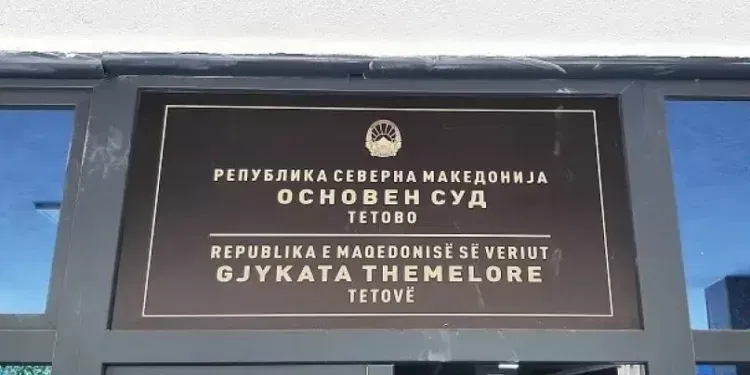 РЕПУБЛИКА СЕВЕРНА МАКЕДОНИЈА
ОСНОВЕН СУД
ТЕТОВО
REPUBLIKA E MAQEDONISË SË VERIUT
GJYKATA THEMELORE
TETOVË